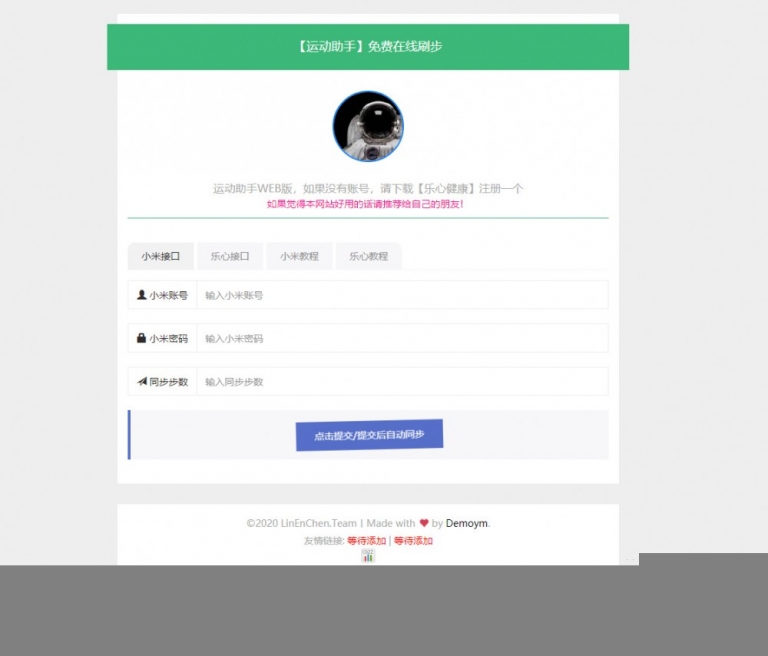 【运动助手】免费在线刷步
运动助手WEB版，如果没有账号，请下载【乐心健康】注册一个
如果觉得本网站好用的话请推荐给自己的朋友！
小米接口 乐心接口 小米教程 乐心教程
小米账号 输入小米账号
小米密码 输入小米密码
同步步数 输入同步步数
点击提交/提交后自动同步
©2020 LinEnChen.Team | Made with ❤ by Demoym.
友情链接: 等待添加 | 等待添加